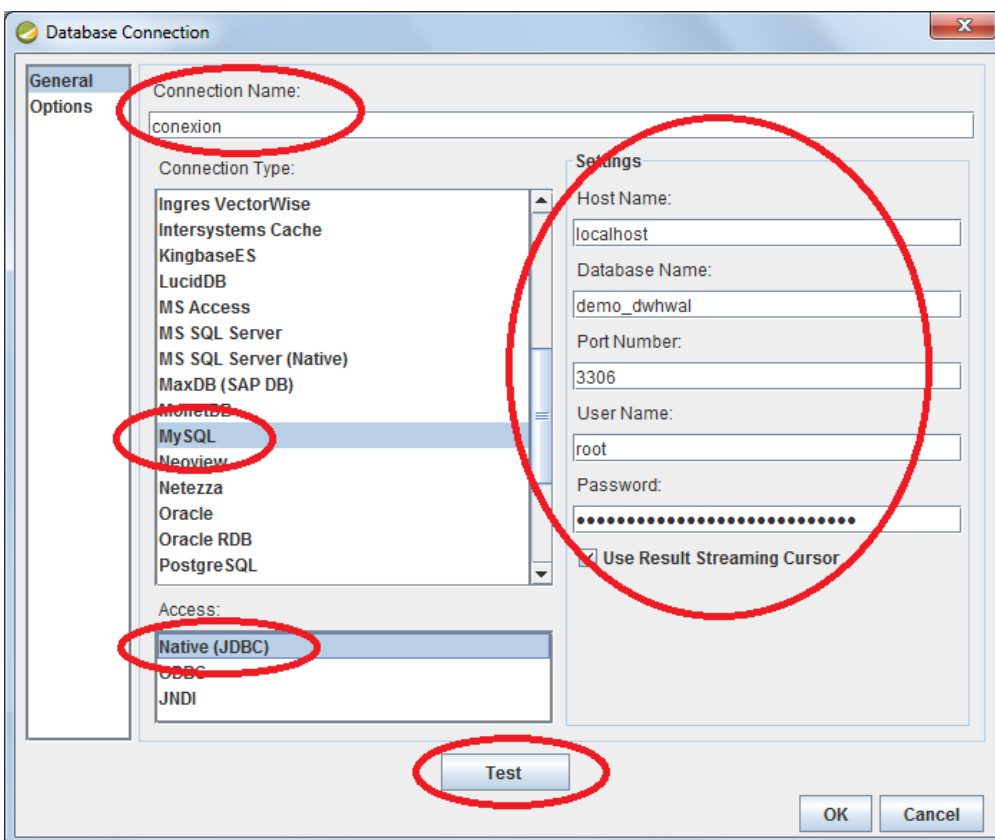 Database Connection
General
Options
Connection Name:
conexion
Connection Type:
Ingres VectorWise
Intersystems Cache
KingbaseES
LucidDB
MS Access
MS SQL Server
MS SQL Server (Native)
MaxDB (SAP DB)
MonetDB
MySQL
Neoview
Netezza
Oracle
Oracle RDB
PostgreSQL
Access:
Native (JDBC)
ODBC
JNDI
Settings
Host Name:
localhost
Database Name:
demo_dwhwal
Port Number:
3306
User Name:
root
Password:
••••••••••••••••••••••••••••
Use Result Streaming Cursor
Test
OK
Cancel